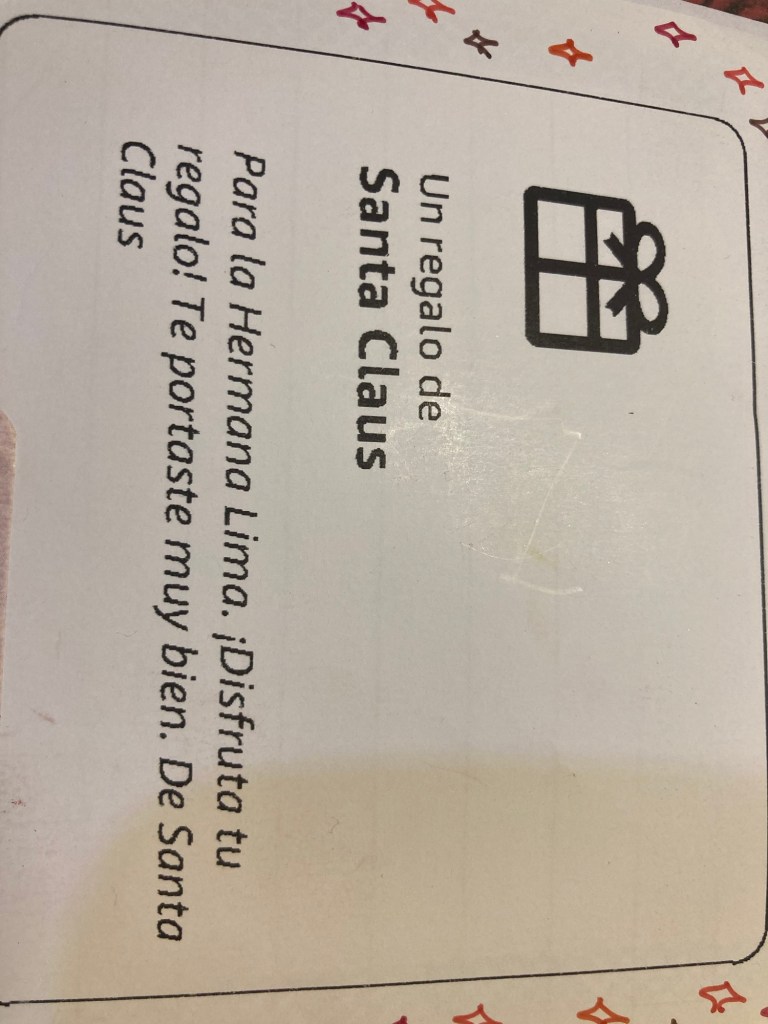 Un regalo de
Santa Claus
Para la Hermana Lima. ¡Disfruta tu
regalo! Te portaste muy bien. De Santa
Claus